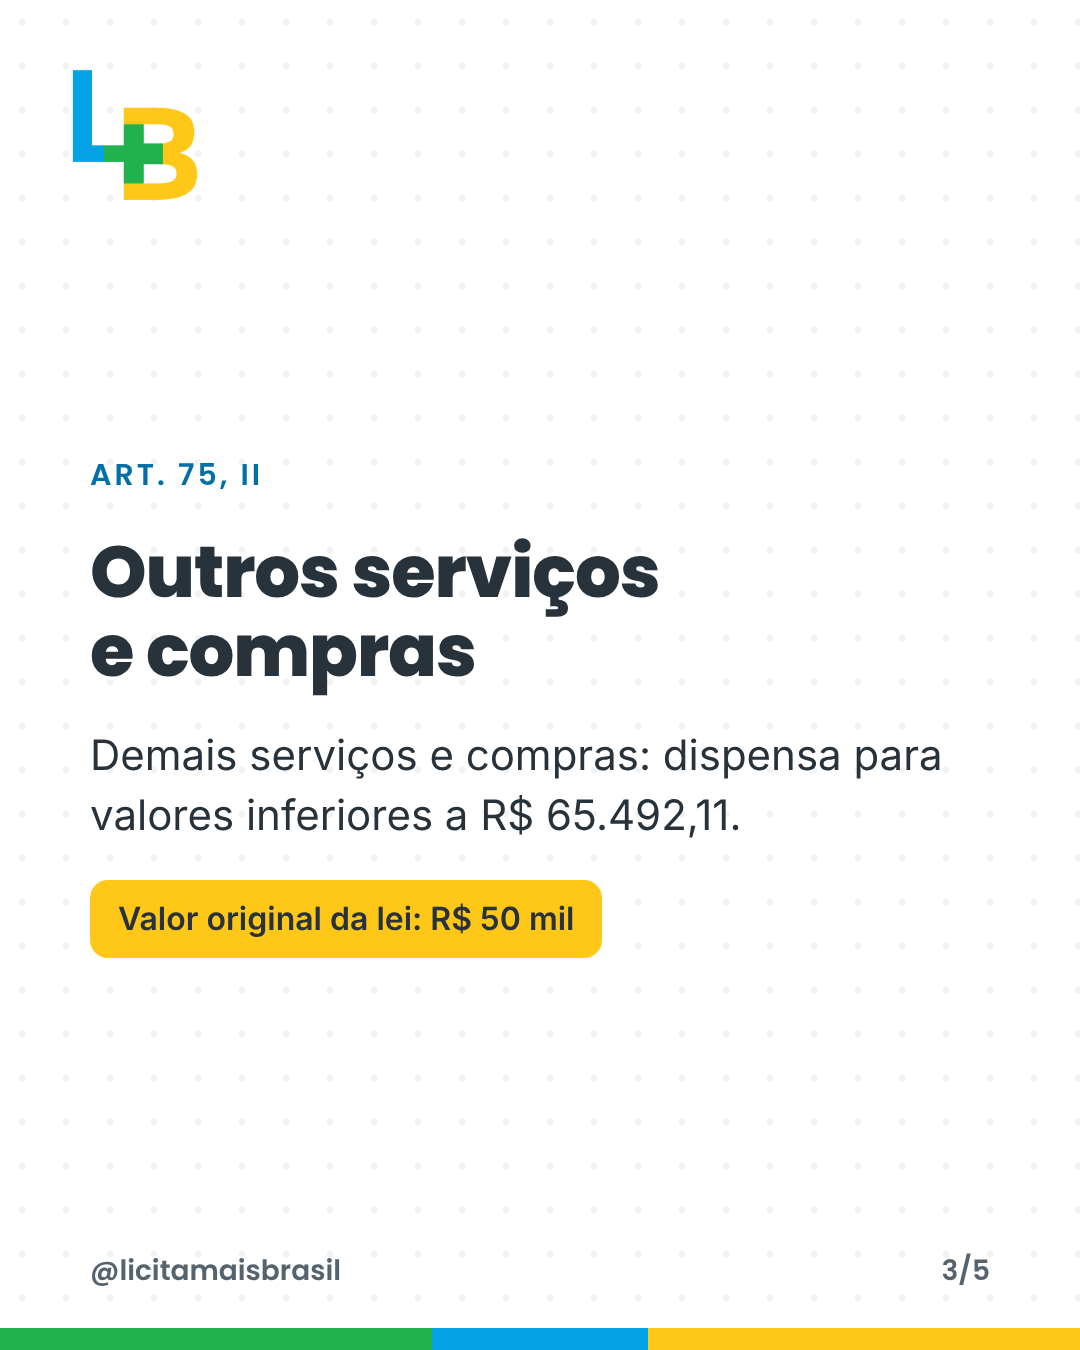 L+B
ART. 75, II
Outros serviços
e compras
Demais serviços e compras: dispensa para
valores inferiores a R$ 65.492,11.
Valor original da lei: R$ 50 mil
@licitamaisbrasil
3/5